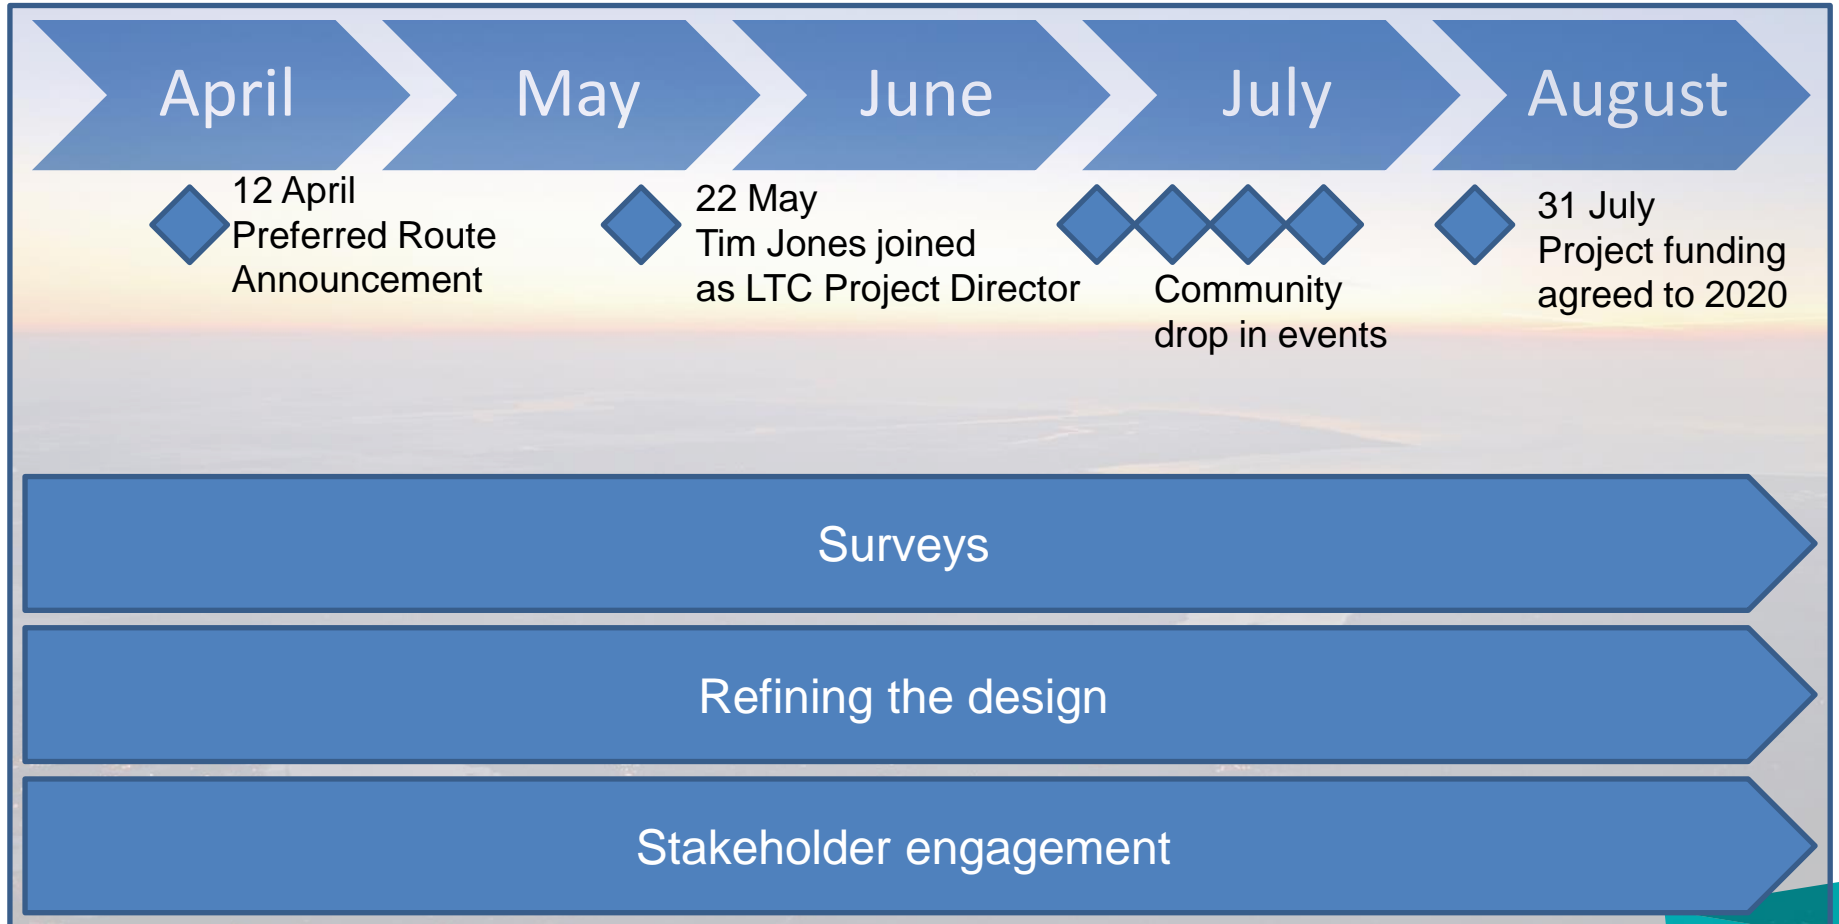 April
May
June
July
August
12 April
Preferred Route
Announcement
22 May
Tim Jones joined
as LTC Project Director
Community
drop in events
31 July
Project funding
agreed to 2020
Surveys
Refining the design
Stakeholder engagement